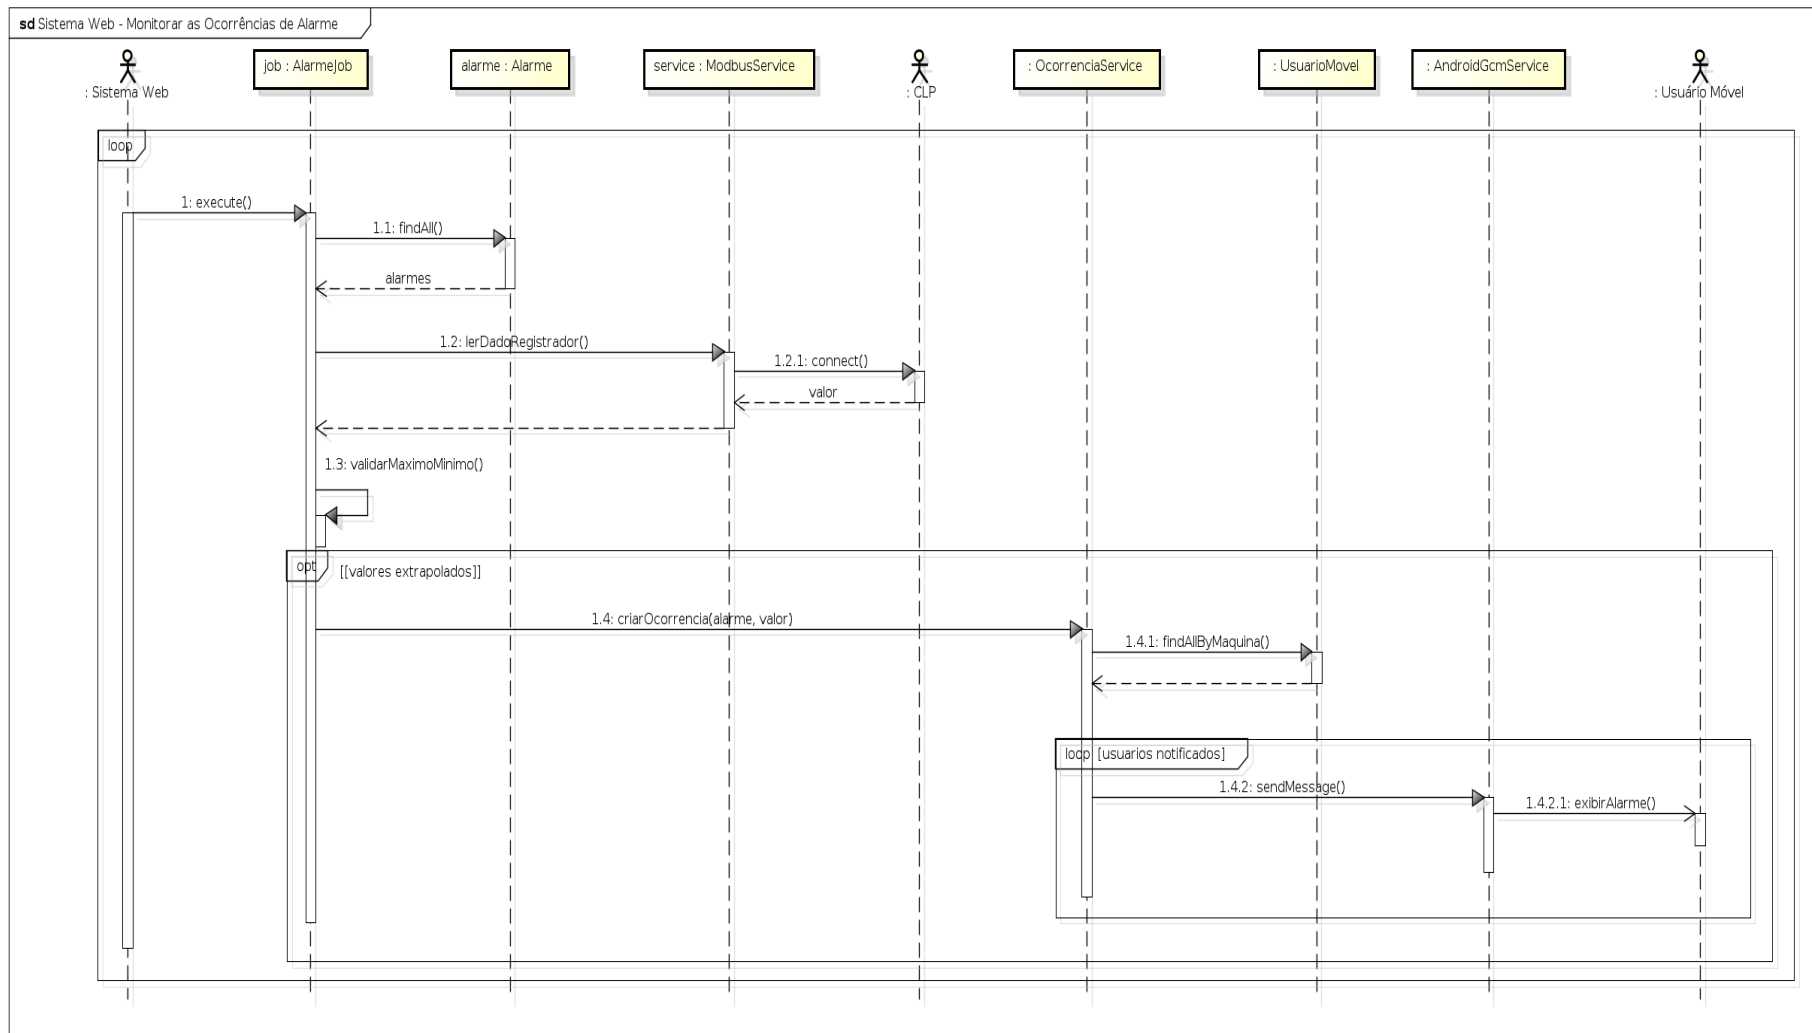 sd Sistema Web - Monitorar as Ocorrências de Alarme
job : AlarmeJob
alarme : Alarme
service : ModbusService
: OcorrenciaService
: UsuarioMovel
: AndroidGcmService
: Sistema Web
: CLP
: Usuário Móvel
loop
1: execute()
1.1: findAll()
alarmes
1.2: lerDadoRegistrador()
1.2.1: connect()
valor
1.3: validarMaximoMinimo()
opt
[[valores extrapolados]]
1.4: criarOcorrencia(alarme, valor)
1.4.1: findAllByMaquina()
loop [usuarios notificados]
1.4.2: sendMessage()
1.4.2.1: exibirAlarme()